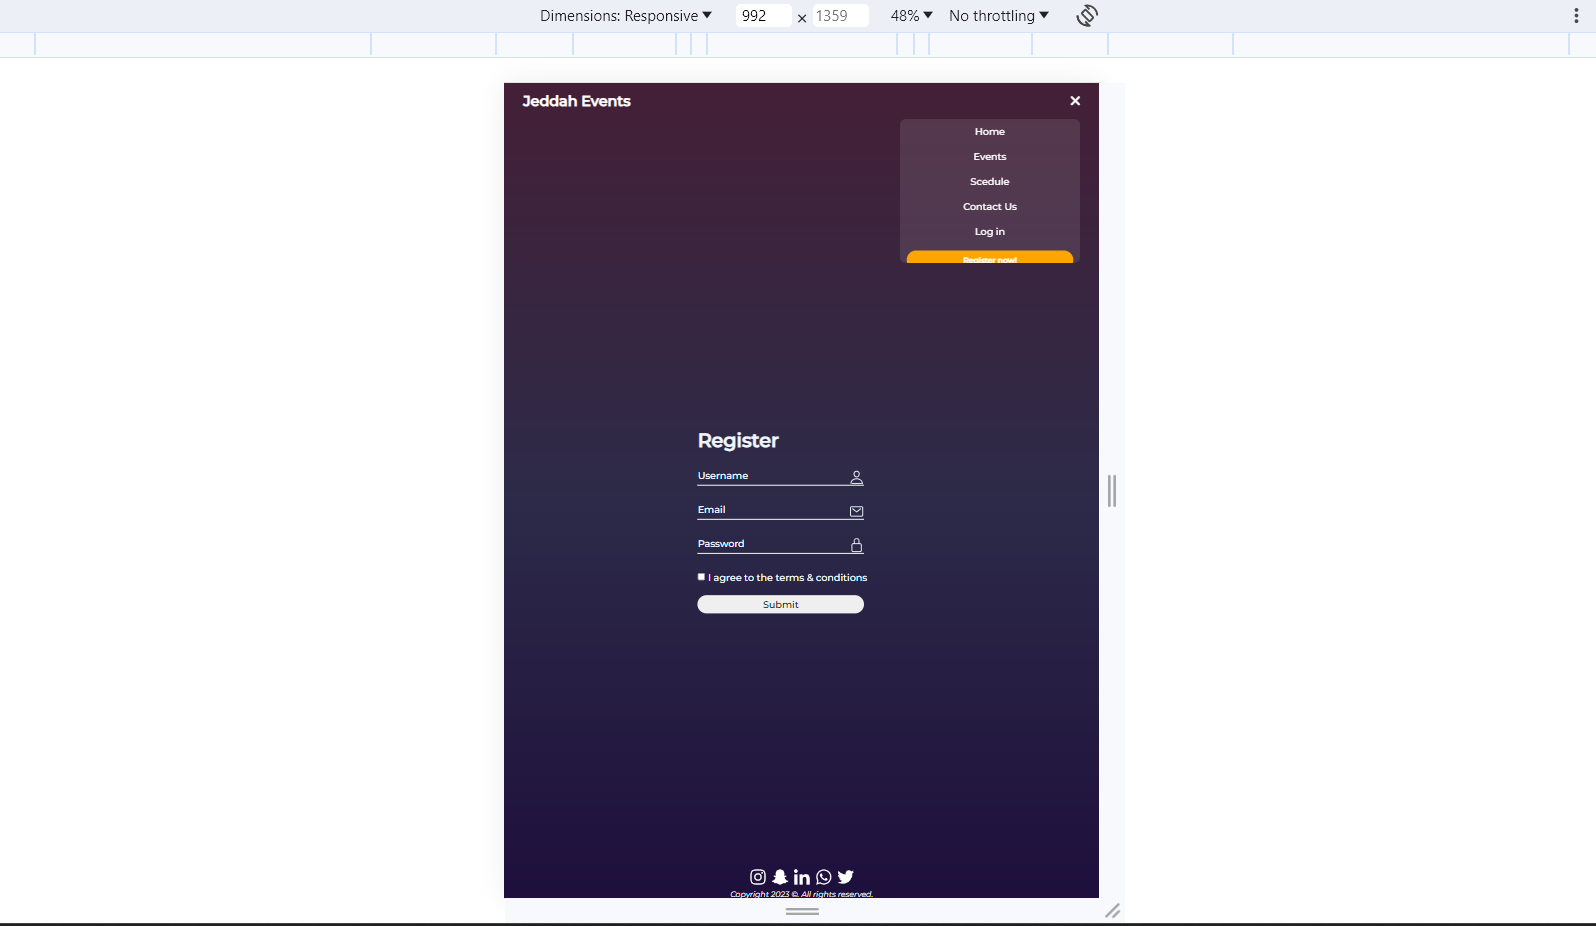 Dimensions: Responsive 992 × 1359 48% No throttling
Jeddah Events
Home
Events
Scedule
Contact Us
Log in
Register now!
Register
Username
Email
Password
I agree to the terms & conditions
Submit
Copyright 2023 ©. All rights reserved.